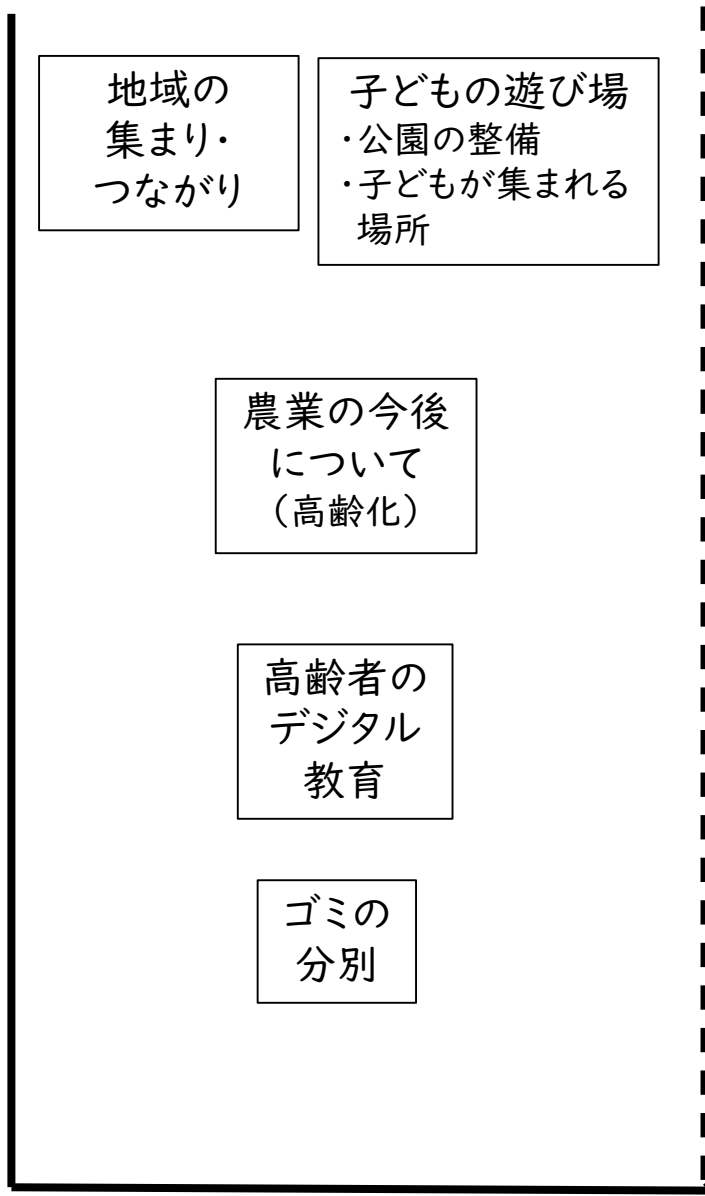 地域の
集まり・
つながり
子どもの遊び場
・公園の整備
・子どもが集まれる
場所
農業の今後
について
（高齢化）
高齢者の
デジタル
教育
ゴミの
分別